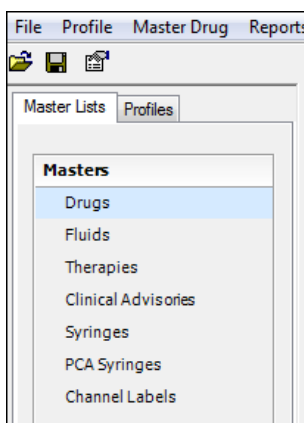 File Profile Master Drug Reports
Master Lists Profiles
Masters
Drugs
Fluids
Therapies
Clinical Advisories
Syringes
PCA Syringes
Channel Labels